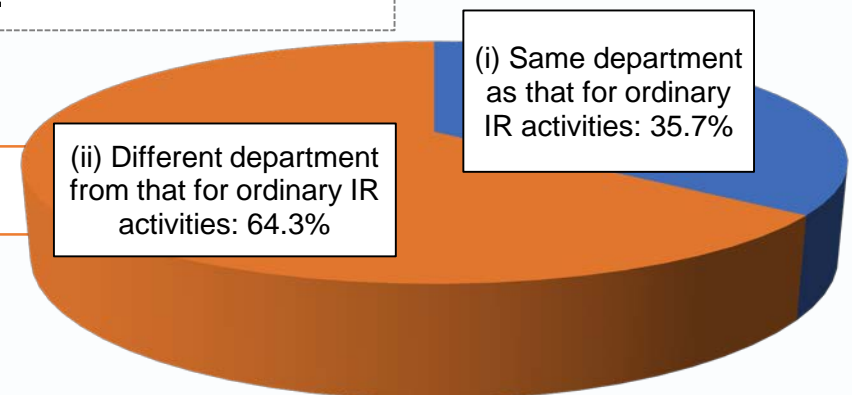 (i) Same department
as that for ordinary
IR activities: 35.7%
(ii) Different department
from that for ordinary IR
activities: 64.3%